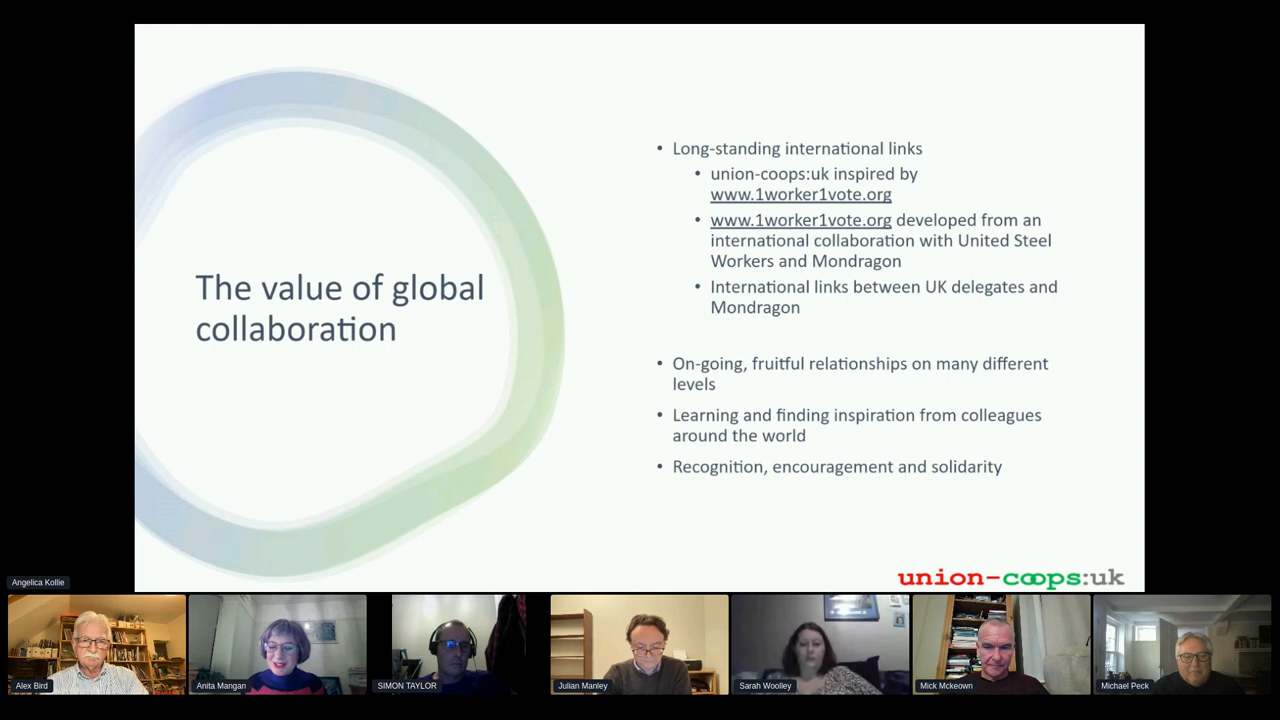 The value of global
collaboration
• Long-standing international links
• union-coops:uk inspired by
www.1worker1vote.org
• www.1worker1vote.org developed from an
international collaboration with United Steel
Workers and Mondragon
• International links between UK delegates and
Mondragon
• On-going, fruitful relationships on many different
levels
• Learning and finding inspiration from colleagues
around the world
• Recognition, encouragement and solidarity
union-coops:uk
Angelica Kollie
Alex Bird
Anita Mangan
SIMON TAYLOR
Julian Manley
Sarah Woolley
Mick Mckeown
Michael Peck